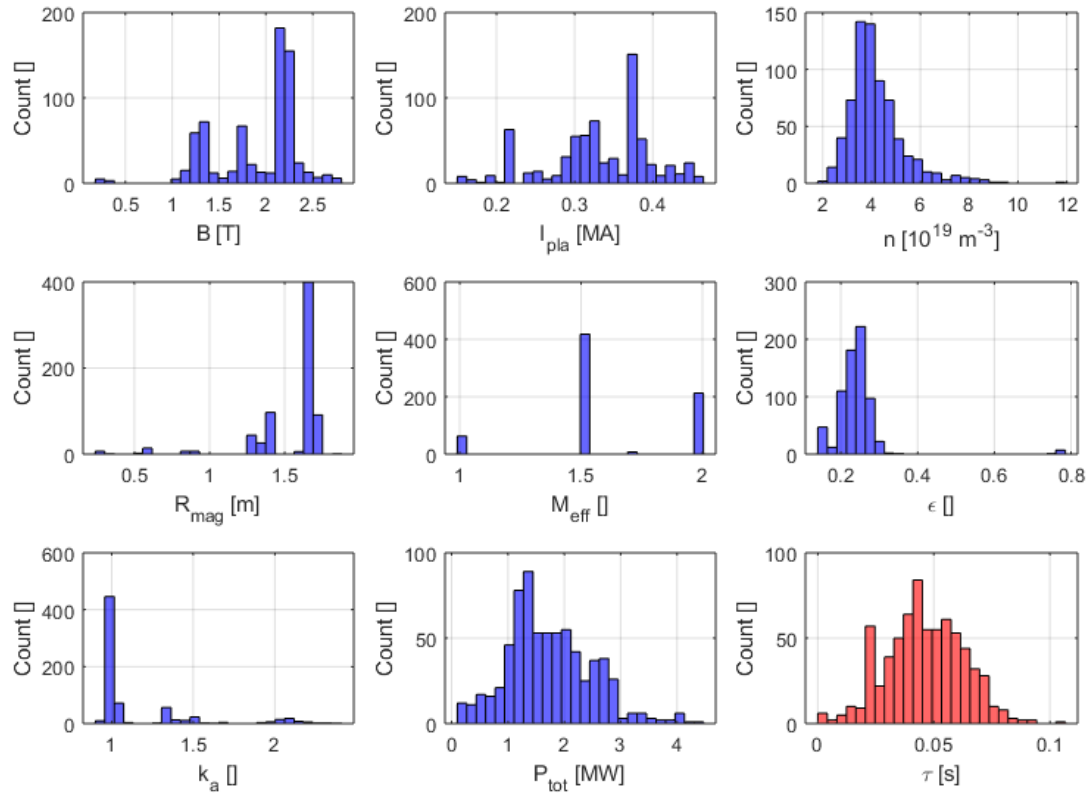 200
100
0
Count []
0.5 1 1.5 2 2.5
B [T]
200
100
0
Count []
0.2 0.3 0.4
I_pla [MA]
150
100
50
0
Count []
2 4 6 8 10 12
n [10^19 m^-3]
400
200
0
Count []
0.5 1 1.5
R_mag [m]
600
400
200
0
Count []
1 1.5 2
M_eff []
300
200
100
0
Count []
0.2 0.4 0.6 0.8
ϵ []
600
400
200
0
Count []
1 1.5 2
k_a []
100
50
0
Count []
0 1 2 3 4
P_tot [MW]
100
50
0
Count []
0 0.05 0.1
τ [s]